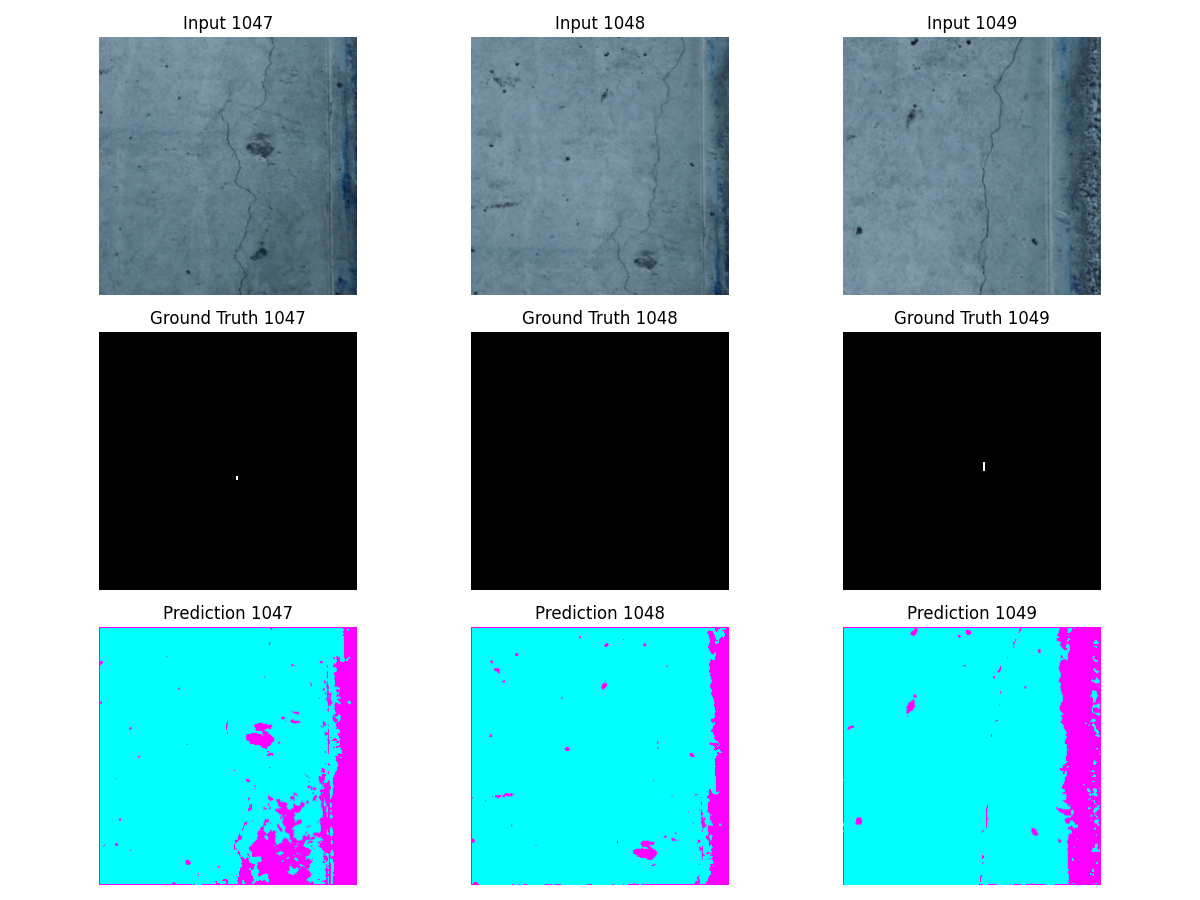 Input 1047
Input 1048
Input 1049
Ground Truth 1047
Ground Truth 1048
Ground Truth 1049
Prediction 1047
Prediction 1048
Prediction 1049